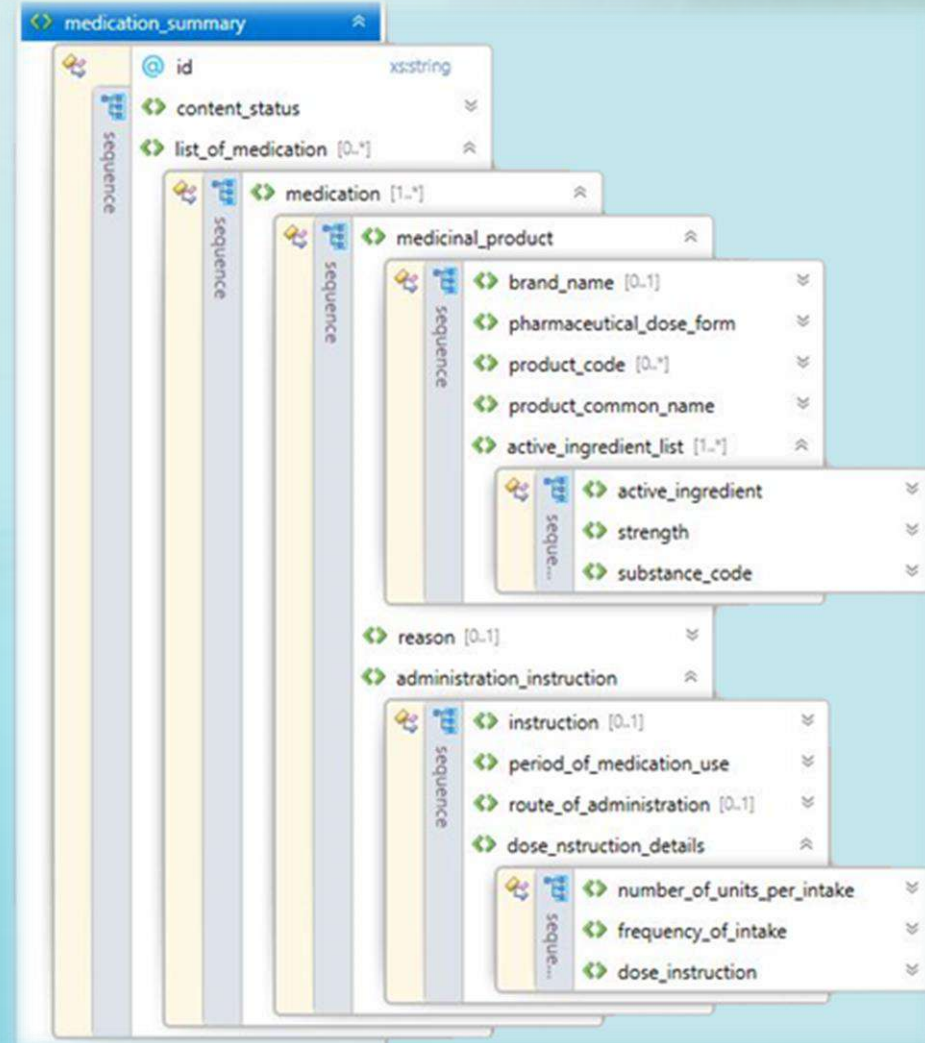 medication_summary
id xs:string
content_status
list_of_medication [0..*]
medication [1..*]
medicinal_product
brand_name [0..1]
pharmaceutical_dose_form
product_code [0..*]
product_common_name
active_ingredient_list [1..*]
active_ingredient
strength
substance_code
reason [0..1]
administration_instruction
instruction [0..1]
period_of_medication_use
route_of_administration [0..1]
dose_nstruction_details
number_of_units_per_intake
frequency_of_intake
dose_instruction
sequence
sequence
sequence
sequence
seque...
sequence
seque...